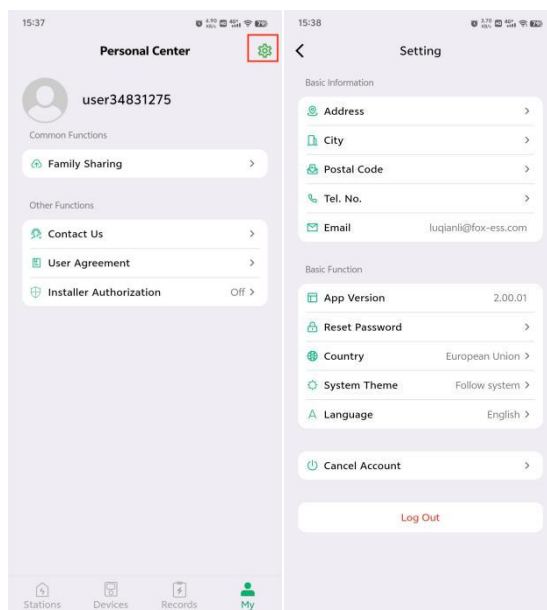 15:37
Personal Center
user34831275
Common Functions
Family Sharing
Other Functions
Contact Us
User Agreement
Installer Authorization Off
Stations Devices Records My
15:38
Setting
Basic Information
Address
City
Postal Code
Tel. No.
Email luqianli@fox-ess.com
Basic Function
App Version 2.00.01
Reset Password
Country European Union
System Theme Follow system
Language English
Cancel Account
Log Out